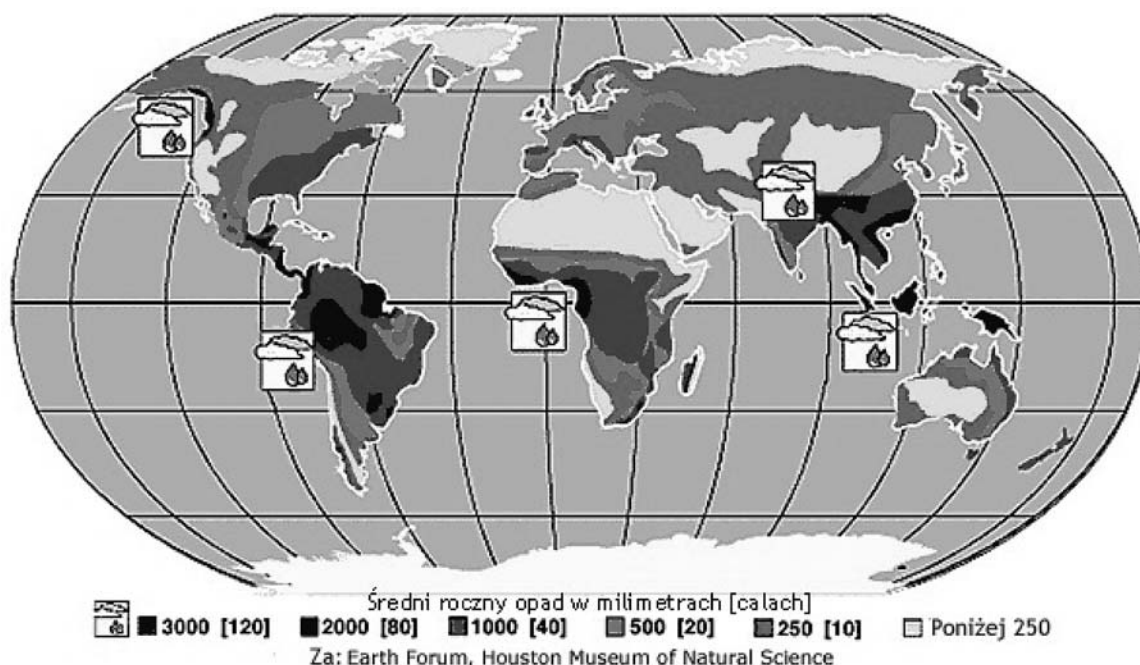 Średni roczny opad w milimetrach [calach]
3000 [120] 2000 [80] 1000 [40] 500 [20] 250 [10] Poniżej 250
Za: Earth Forum, Houston Museum of Natural Science